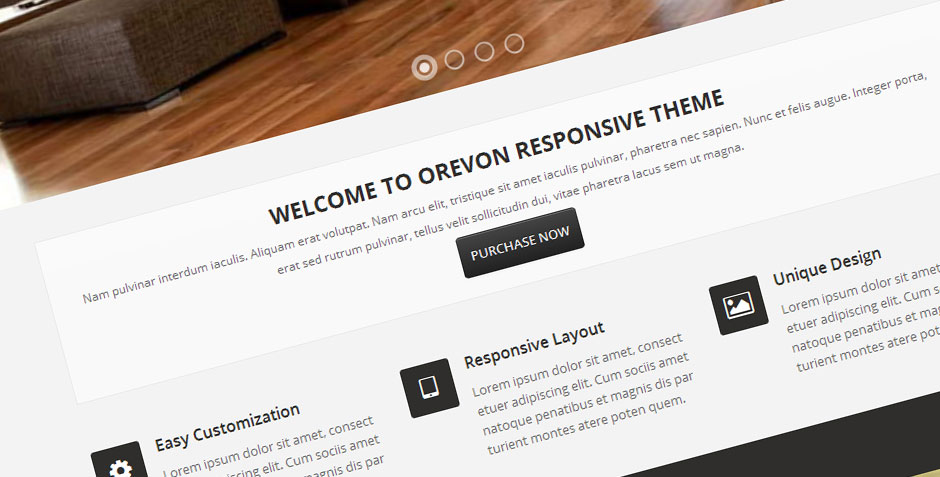 WELCOME TO OREVON RESPONSIVE THEME
Nam pulvinar interdum iaculis. Aliquam erat volutpat. Nam arcu elit, tristique sit amet iaculis pulvinar, pharetra nec sapien. Nunc et felis augue. Integer porta,
erat sed rutrum pulvinar, tellus velit sollicitudin dui, vitae pharetra lacus sem ut magna.
PURCHASE NOW
Easy Customization
Lorem ipsum dolor sit amet, consect
adipiscing elit. Cum sociis amet
magnis dis par
Responsive Layout
Lorem ipsum dolor sit amet, consect
etuer adipiscing elit. Cum sociis amet
natoque penatibus et magnis dis par
turient montes atere poten quem.
Unique Design
Lorem ipsum dolor sit amet
etuer adipiscing elit. Cum s
natoque penatibus et mag
turient montes atere pot